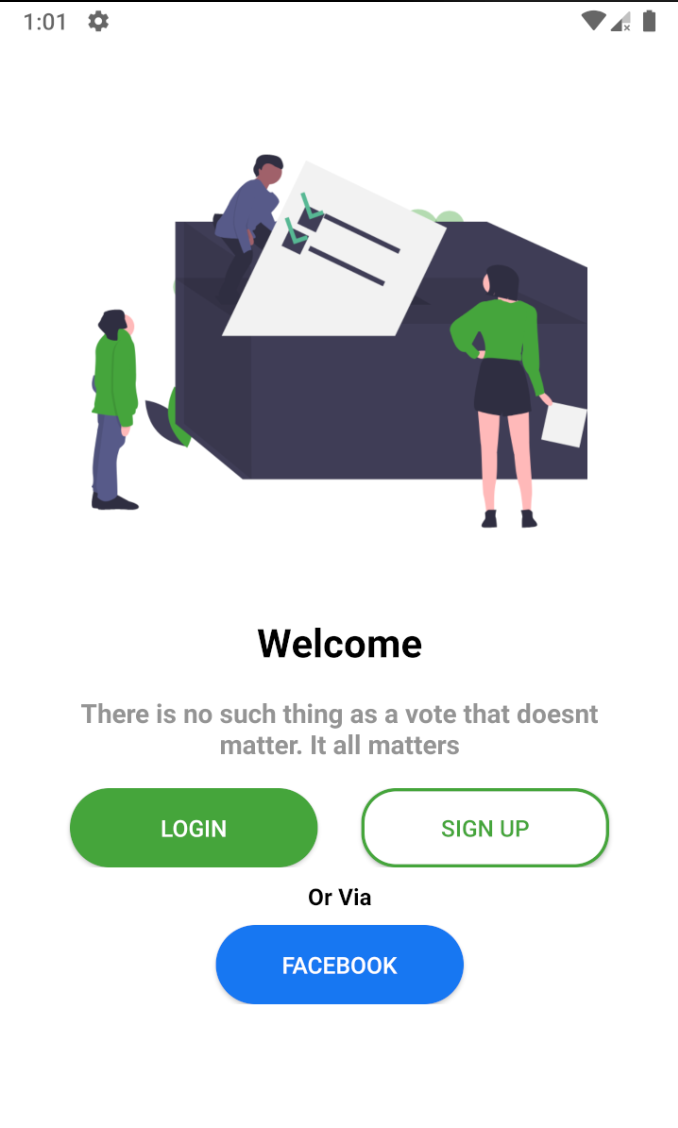 1:01
Welcome
There is no such thing as a vote that doesnt
matter. It all matters
LOGIN
SIGN UP
Or Via
FACEBOOK